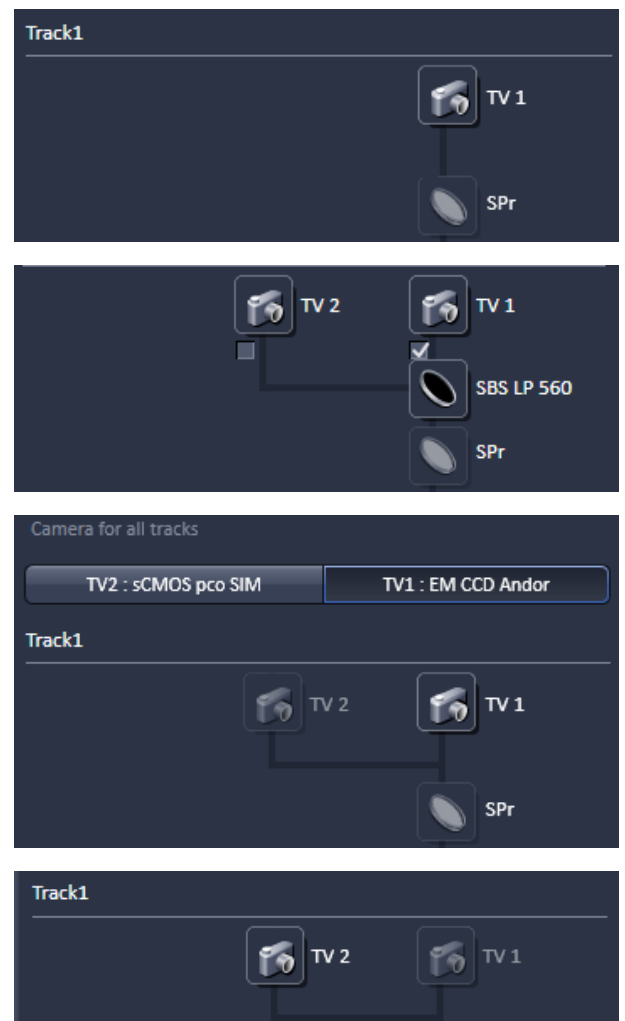 Track1
TV 1
SPr
TV 2 TV 1
SBS LP 560
SPr
Camera for all tracks
TV2 : sCMOS pco SIM TV1 : EM CCD Andor
Track1
TV 2 TV 1
SPr
Track1
TV 2 TV 1